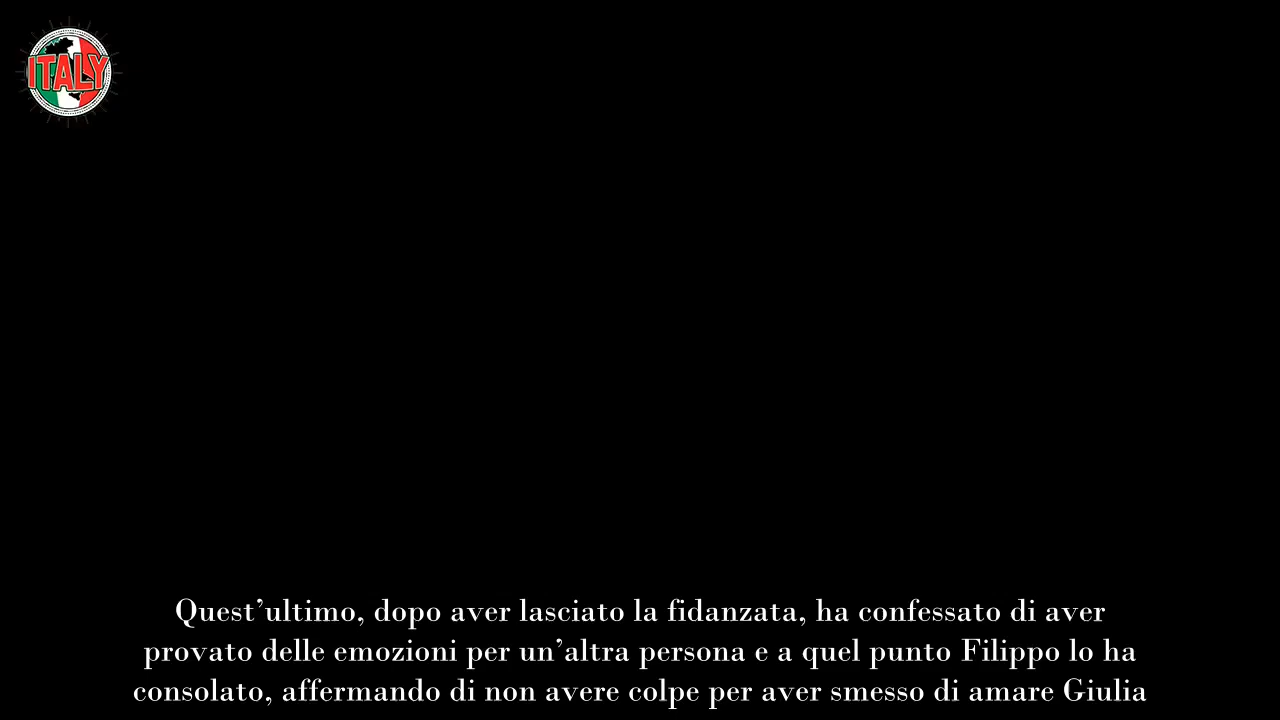 ITALY
Quest’ultimo, dopo aver lasciato la fidanzata, ha confessato di aver
provato delle emozioni per un’altra persona e a quel punto Filippo lo ha
consolato, affermando di non avere colpe per aver smesso di amare Giulia